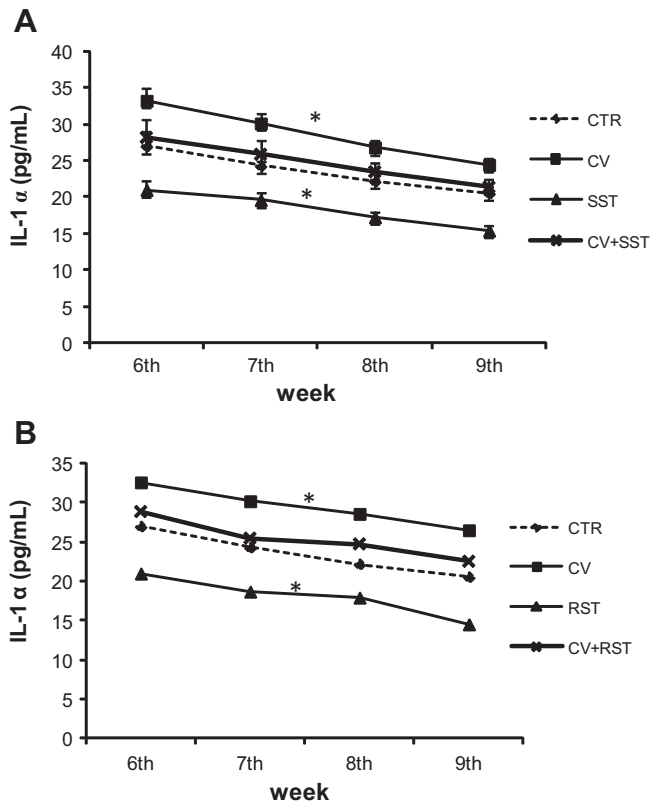 A
IL-1 α (pg/mL)
40
35
30
25
20
15
10
5
0
*
*
6th 7th 8th 9th
week
CTR
CV
SST
CV+SST
B
IL-1 α (pg/mL)
35
30
25
20
15
10
5
0
*
*
6th 7th 8th 9th
week
CTR
CV
RST
CV+RST